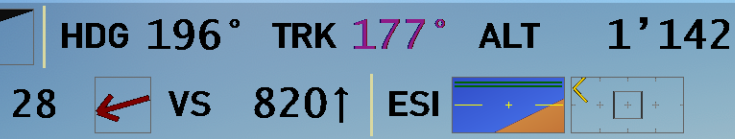 HDG 196° TRK 177° ALT 1'142
28 VS 820↑ ESI